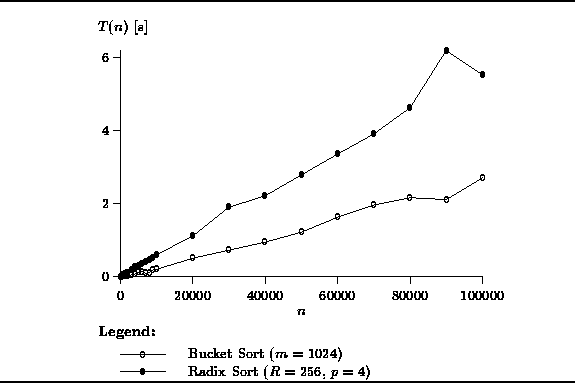 T(n) [s]
6
4
2
0
0 20000 40000 60000 80000 100000
n
Legend:
Bucket Sort (m = 1024)
Radix Sort (R = 256, p = 4)